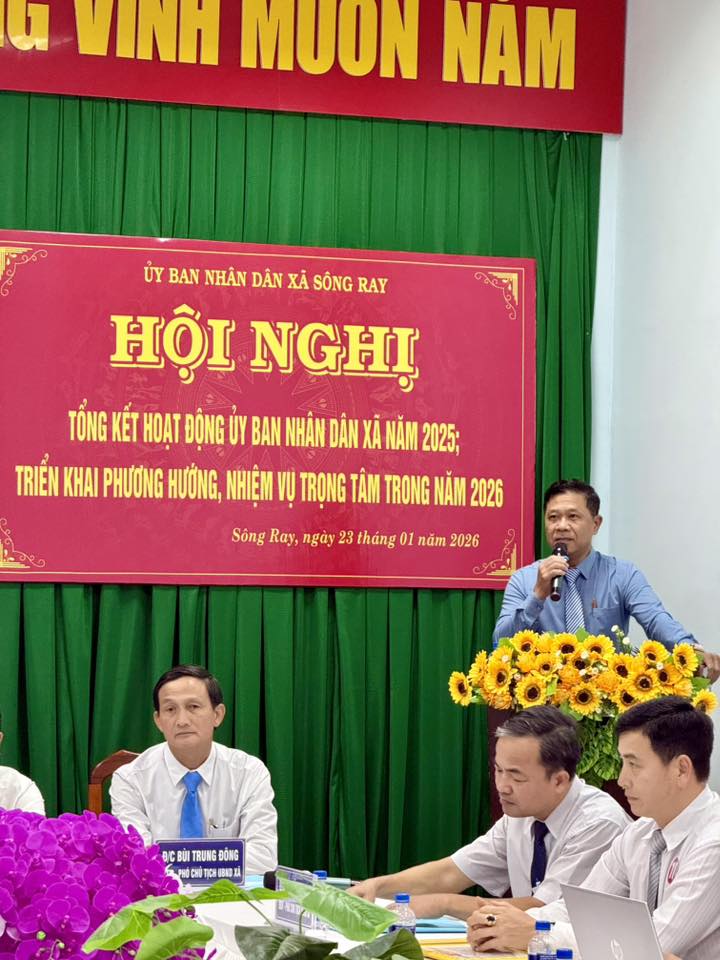 NG VINH MUÔN NĂM
ỦY BAN NHÂN DÂN XÃ SÔNG RAY
HỘI NGHỊ
TỔNG KẾT HOẠT ĐỘNG ỦY BAN NHÂN DÂN XÃ NĂM 2025;
TRIỂN KHAI PHƯƠNG HƯỚNG, NHIỆM VỤ TRỌNG TÂM TRONG NĂM 2026
Sông Ray, ngày 23 tháng 01 năm 2026
Đ/C BÙI TRUNG ĐÔNG
PHÓ CHỦ TỊCH UBND XÃ
hp